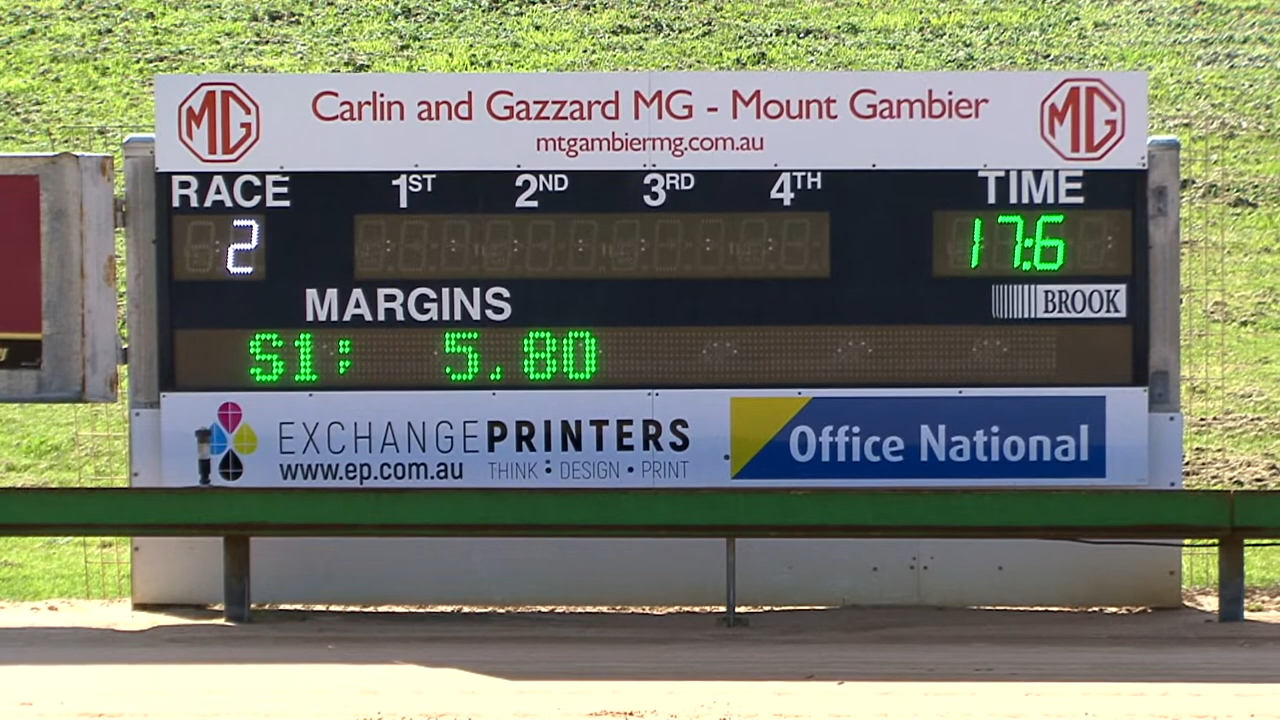 MG Carlin and Gazzard MG - Mount Gambier MG
mtgambiermg.com.au
RACE 1ST 2ND 3RD 4TH TIME
2 17:6
MARGINS BROOK
S1: 5.80
EXCHANGEPRINTERS
www.ep.com.au THINK : DESIGN • PRINT
Office National